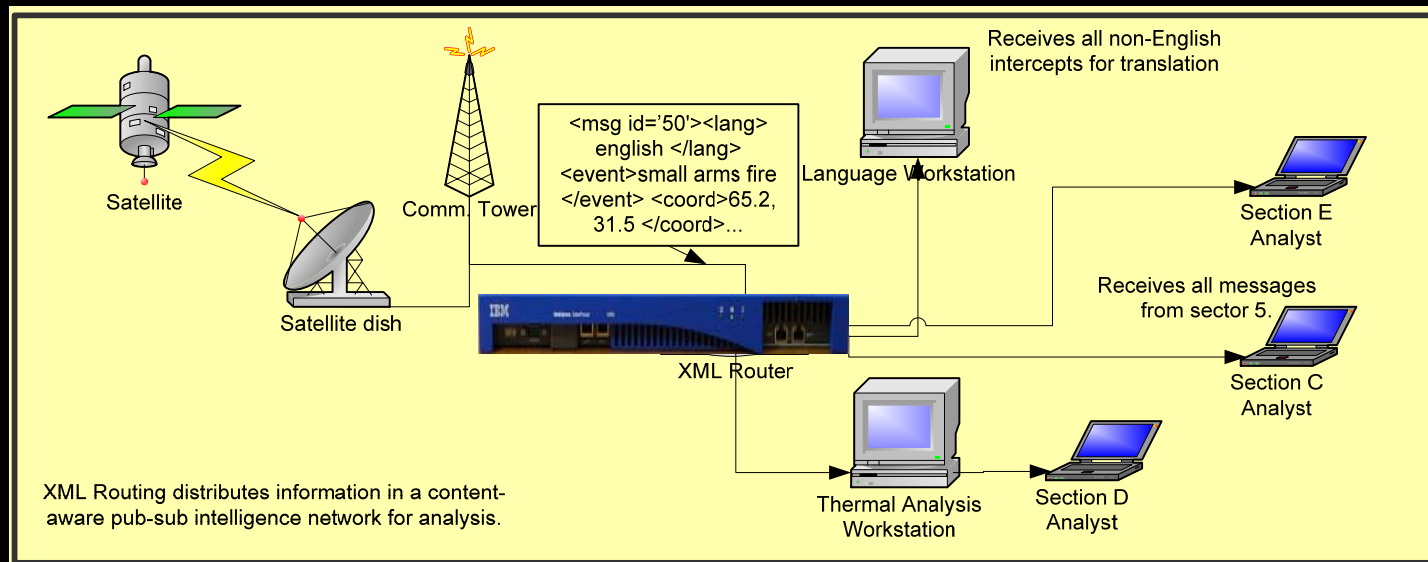 Receives all non-English
intercepts for translation
<msg id='50'><lang>
english </lang>
<event>small arms fire
</event> <coord>65.2,
31.5 </coord>...
Satellite
Comm. Tower
Language Workstation
Section E
Analyst
Satellite dish
IBM
XML Router
Receives all messages
from sector 5.
Section C
Analyst
Thermal Analysis
Workstation
Section D
Analyst
XML Routing distributes information in a content-
aware pub-sub intelligence network for analysis.